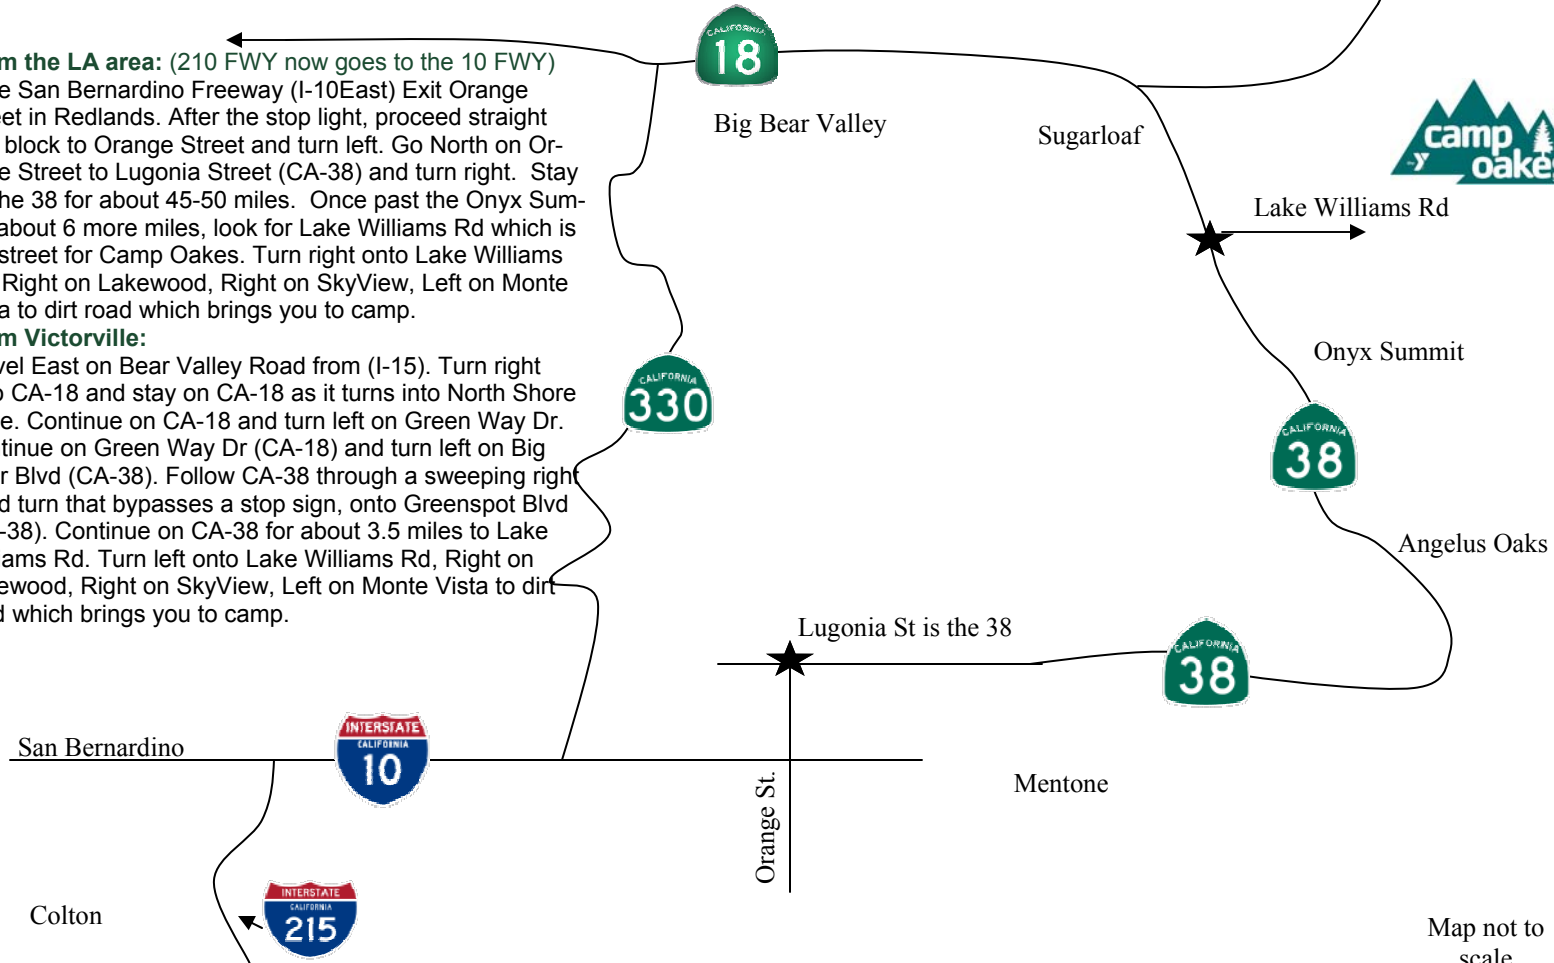 m the LA area: (210 FWY now goes to the 10 FWY)
e San Bernardino Freeway (I-10East) Exit Orange
eet in Redlands. After the stop light, proceed straight
block to Orange Street and turn left. Go North on Or-
e Street to Lugonia Street (CA-38) and turn right. Stay
he 38 for about 45-50 miles. Once past the Onyx Sum-
about 6 more miles, look for Lake Williams Rd which is
street for Camp Oakes. Turn right onto Lake Williams
Right on Lakewood, Right on SkyView, Left on Monte
a to dirt road which brings you to camp.
m Victorville:
vel East on Bear Valley Road from (I-15). Turn right
o CA-18 and stay on CA-18 as it turns into North Shore
e. Continue on CA-18 and turn left on Green Way Dr.
tinue on Green Way Dr (CA-18) and turn left on Big
r Blvd (CA-38). Follow CA-38 through a sweeping right
d turn that bypasses a stop sign, onto Greenspot Blvd
-38). Continue on CA-38 for about 3.5 miles to Lake
ams Rd. Turn left onto Lake Williams Rd, Right on
ewood, Right on SkyView, Left on Monte Vista to dirt
d which brings you to camp.
CALIFORNIA
18
Big Bear Valley
Sugarloaf
camp
y
oakes
Lake Williams Rd
Onyx Summit
CALIFORNIA
330
CALIFORNIA
38
Angelus Oaks
Lugonia St is the 38
CALIFORNIA
38
San Bernardino
INTERSTATE
CALIFORNIA
10
Mentone
Orange St.
Colton
INTERSTATE
CALIFORNIA
215
Map not to
scale